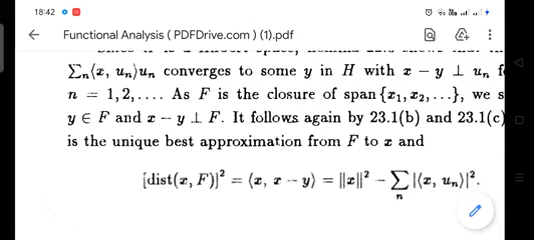 18:42
Functional Analysis ( PDFDrive.com ) (1).pdf
∑ₙ⟨x, uₙ⟩uₙ converges to some y in H with x − y ⊥ uₙ f
n = 1,2,.... As F is the closure of span{x₁, x₂,...}, we s
y ∈ F and x − y ⊥ F. It follows again by 23.1(b) and 23.1(c)
is the unique best approximation from F to x and
[dist(x, F)]² = ⟨x, x − y⟩ = ||x||² − ∑ₙ |⟨x, uₙ⟩|².